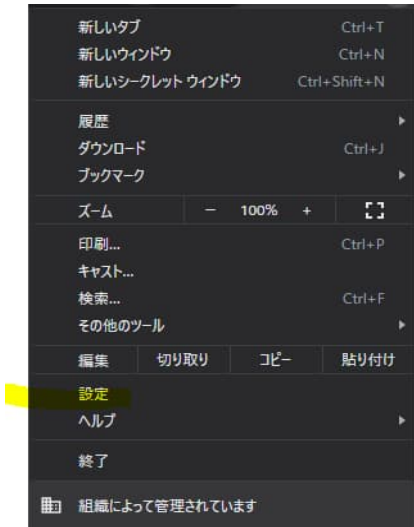 新しいタブ Ctrl+T
新しいウィンドウ Ctrl+N
新しいシークレット ウィンドウ Ctrl+Shift+N
履歴
ダウンロード Ctrl+J
ブックマーク
ズーム − 100% +
印刷... Ctrl+P
キャスト...
検索... Ctrl+F
その他のツール
編集 切り取り コピー 貼り付け
設定
ヘルプ
終了
組織によって管理されています